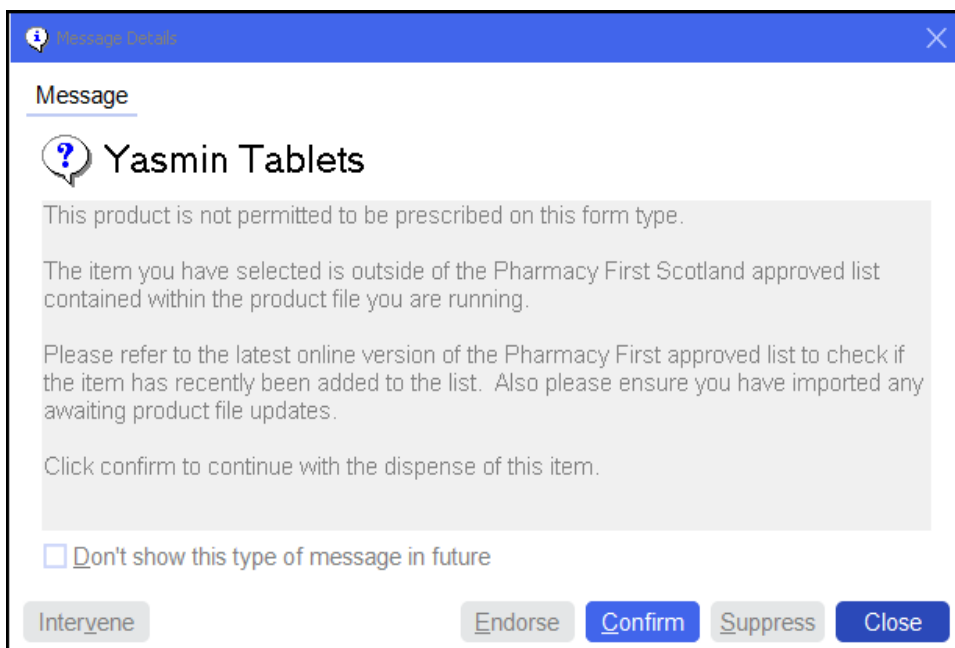 Message Details
Message
Yasmin Tablets
This product is not permitted to be prescribed on this form type.
The item you have selected is outside of the Pharmacy First Scotland approved list
contained within the product file you are running.
Please refer to the latest online version of the Pharmacy First approved list to check if
the item has recently been added to the list.  Also please ensure you have imported any
awaiting product file updates.
Click confirm to continue with the dispense of this item.
Don't show this type of message in future
Intervene Endorse Confirm Suppress Close